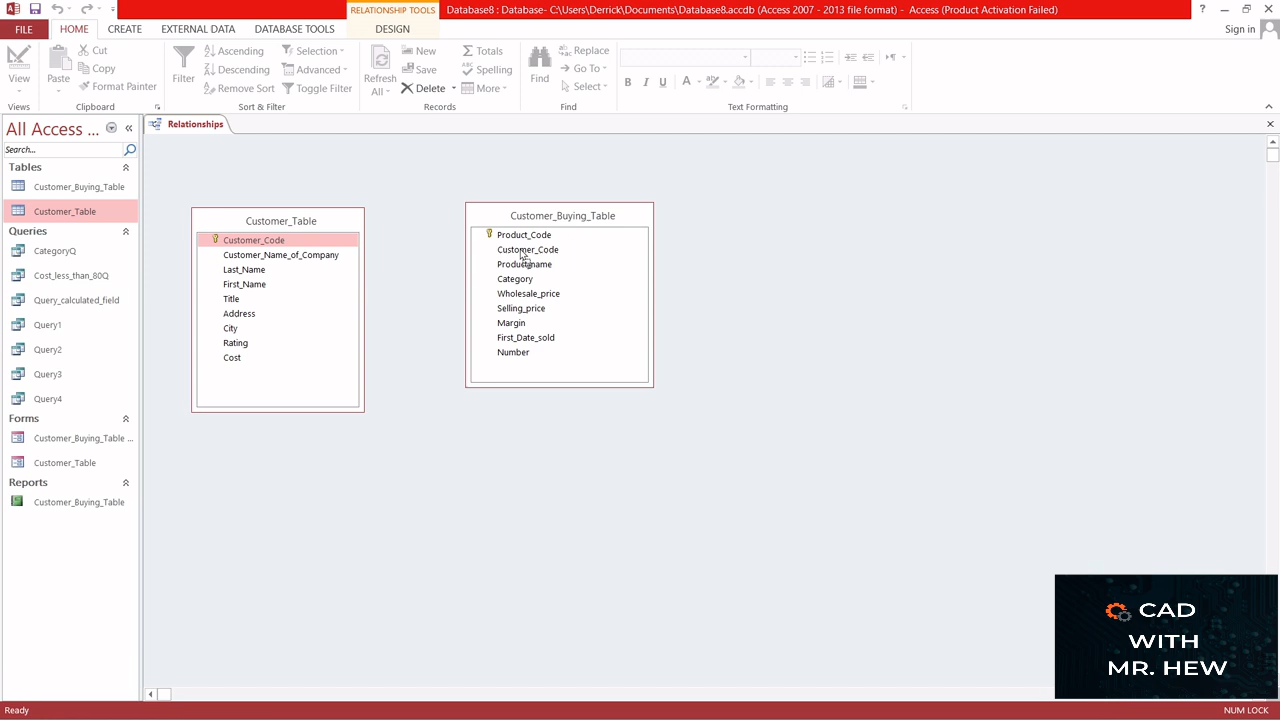 RELATIONSHIP TOOLS
Database8 : Database- C:\Users\Derrick\Documents\Database8.accdb (Access 2007 - 2013 file format) - Access (Product Activation Failed)
FILE HOME CREATE EXTERNAL DATA DATABASE TOOLS DESIGN Sign in
View
Views
Paste
Cut
Copy
Format Painter
Clipboard
Filter
Ascending
Descending
Remove Sort
Selection
Advanced
Toggle Filter
Sort & Filter
Refresh
All
New
Save
Delete
Totals
Spelling
More
Records
Find
Replace
Go To
Select
Find
B I U A
Text Formatting
All Access ...
Search...
Tables
Customer_Buying_Table
Customer_Table
Queries
CategoryQ
Cost_less_than_80Q
Query_calculated_field
Query1
Query2
Query3
Query4
Forms
Customer_Buying_Table ...
Customer_Table
Reports
Customer_Buying_Table
Relationships
Customer_Table
Customer_Code
Customer_Name_of_Company
Last_Name
First_Name
Title
Address
City
Rating
Cost
Customer_Buying_Table
Product_Code
Customer_Code
Product_name
Category
Wholesale_price
Selling_price
Margin
First_Date_sold
Number
CAD
WITH
MR. HEW
Ready
NUM LOCK